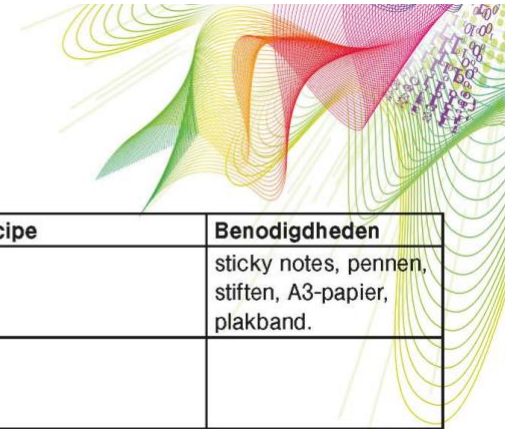 cipe
Benodigdheden
sticky notes, pennen,
stiften, A3-papier,
plakband.